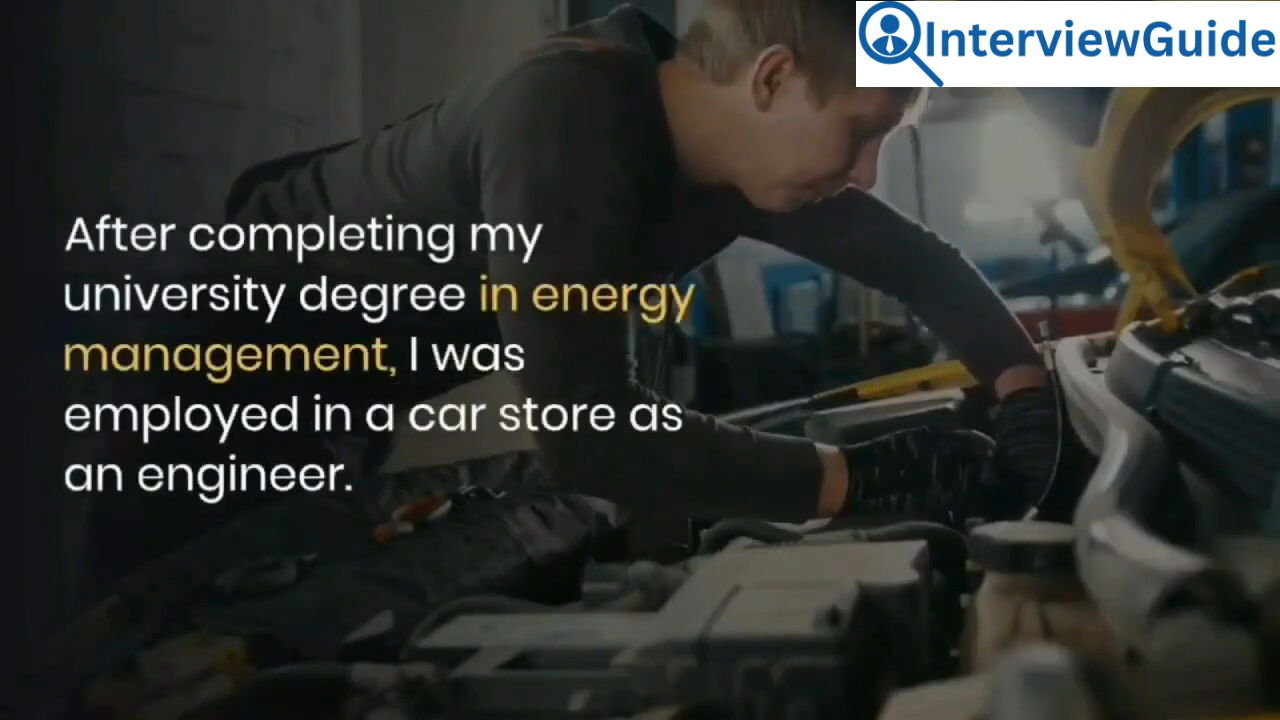 InterviewGuide
After completing my
university degree in energy
management, I was
employed in a car store as
an engineer.